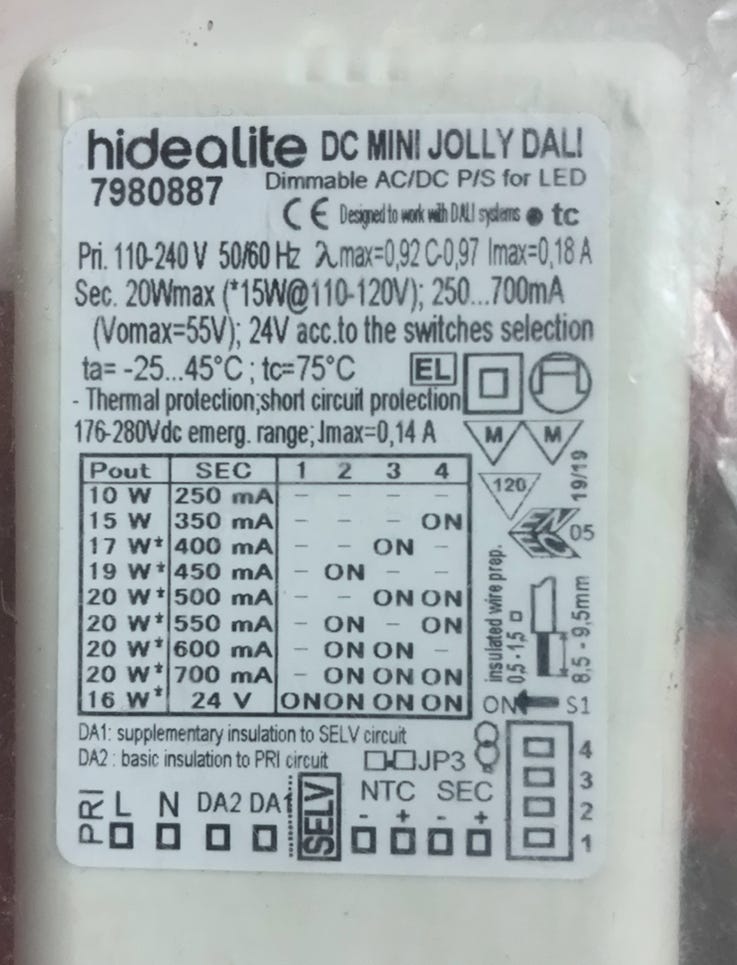 hidealite DC MINI JOLLY DALI
7980887 Dimmable AC/DC P/S for LED
CE Designed to work with DALI systems ● tc
Pri. 110-240 V 50/60 Hz λmax=0,92 C-0,97 Imax=0,18 A
Sec. 20Wmax (*15W@110-120V); 250...700mA
(Vomax=55V); 24V acc.to the switches selection
ta= -25...45°C ; tc=75°C EL
- Thermal protection;short circuit protection
176-280Vdc emerg. range; Imax=0,14 A
M M
120
19/19
ENEC 05
Pout SEC 1 2 3 4
10 W 250 mA – – – –
15 W 350 mA – – – ON
17 W* 400 mA – – ON –
19 W* 450 mA – ON – –
20 W* 500 mA – – ON ON
20 W* 550 mA – ON – ON
20 W* 600 mA – ON ON –
20 W* 700 mA – ON ON ON
16 W* 24 V ON ON ON ON
insulated wire prep.
0,5 - 1,5
8,5 - 9,5mm
ON S1
DA1: supplementary insulation to SELV circuit
DA2 : basic insulation to PRI circuit
JP3
4
3
2
1
PRI L N DA2 DA1 SELV NTC SEC
- + - +